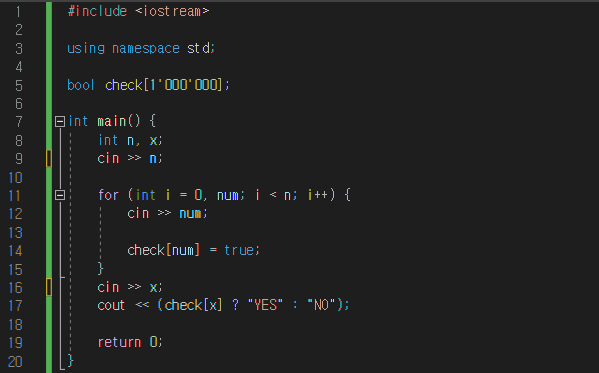 1 #include <iostream>
2
3 using namespace std;
4
5 bool check[1'000'000];
6
7 int main() {
8 int n, x;
9 cin >> n;
10
11 for (int i = 0, num; i < n; i++) {
12 cin >> num;
13
14 check[num] = true;
15 }
16 cin >> x;
17 cout << (check[x] ? "YES" : "NO");
18
19 return 0;
20 }